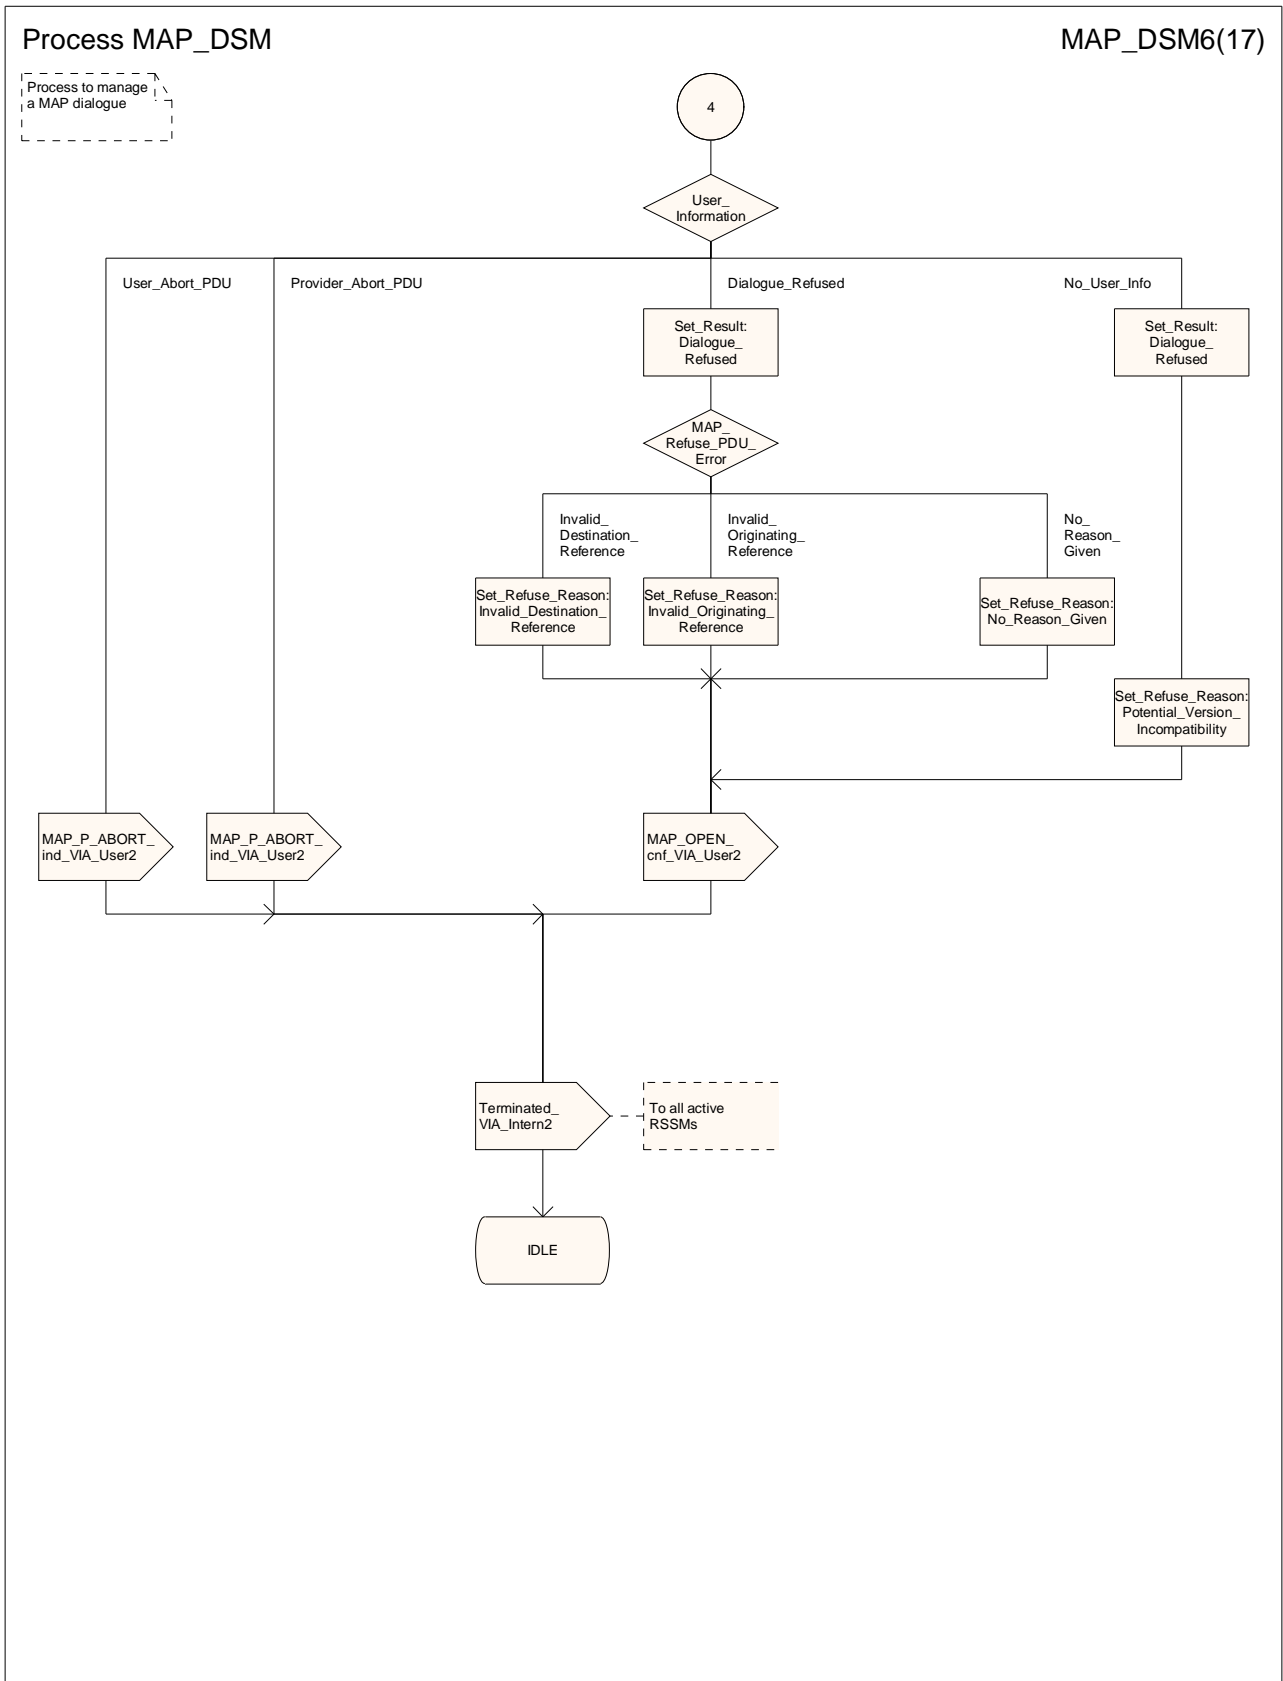 Process MAP_DSM
MAP_DSM6(17)
Process to manage
a MAP dialogue
4
User_
Information
User_Abort_PDU
Provider_Abort_PDU
Dialogue_Refused
No_User_Info
Set_Result:
Dialogue_
Refused
Set_Result:
Dialogue_
Refused
MAP_
Refuse_PDU_
Error
Invalid_
Destination_
Reference
Invalid_
Originating_
Reference
No_
Reason_
Given
Set_Refuse_Reason:
Invalid_Destination_
Reference
Set_Refuse_Reason:
Invalid_Originating_
Reference
Set_Refuse_Reason:
No_Reason_Given
Set_Refuse_Reason:
Potential_Version_
Incompatibility
MAP_P_ABORT_
ind_VIA_User2
MAP_P_ABORT_
ind_VIA_User2
MAP_OPEN_
cnf_VIA_User2
Terminated_
VIA_Intern2
To all active
RSSMs
IDLE